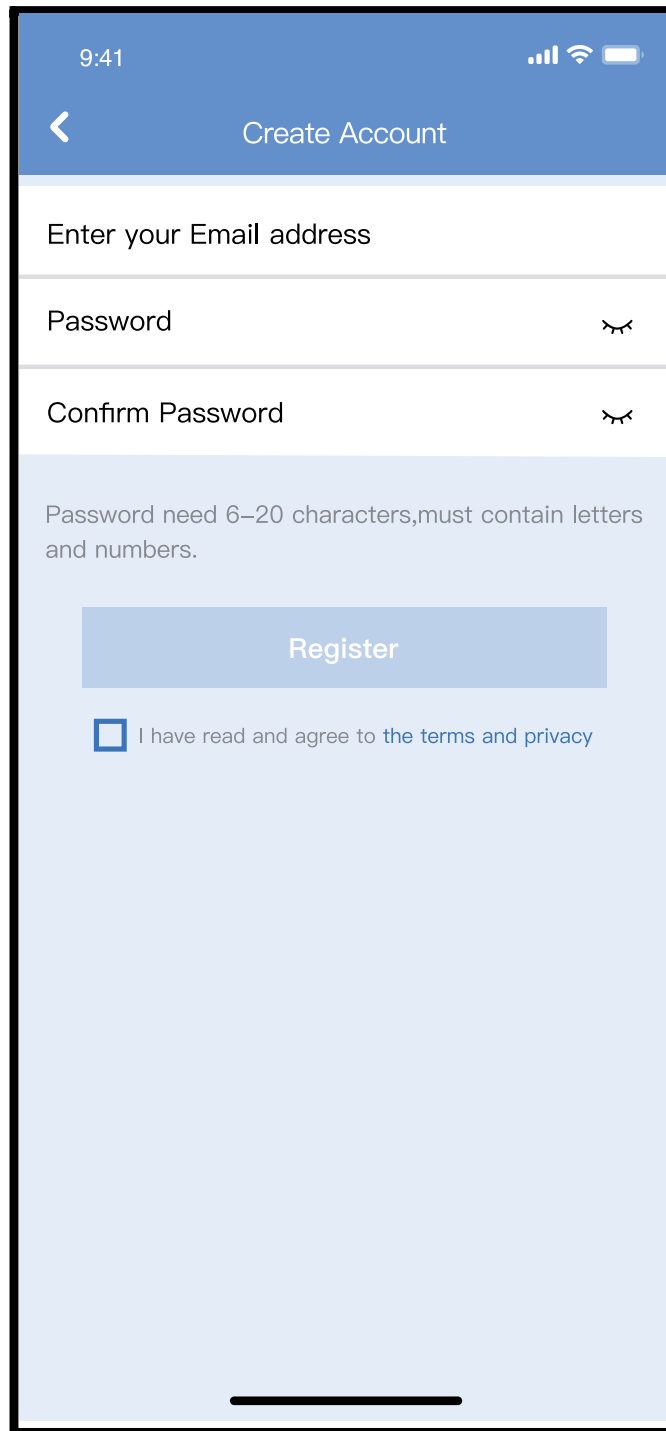 9:41
Create Account
Enter your Email address
Password
Confirm Password
Password need 6–20 characters,must contain letters
and numbers.
Register
I have read and agree to the terms and privacy